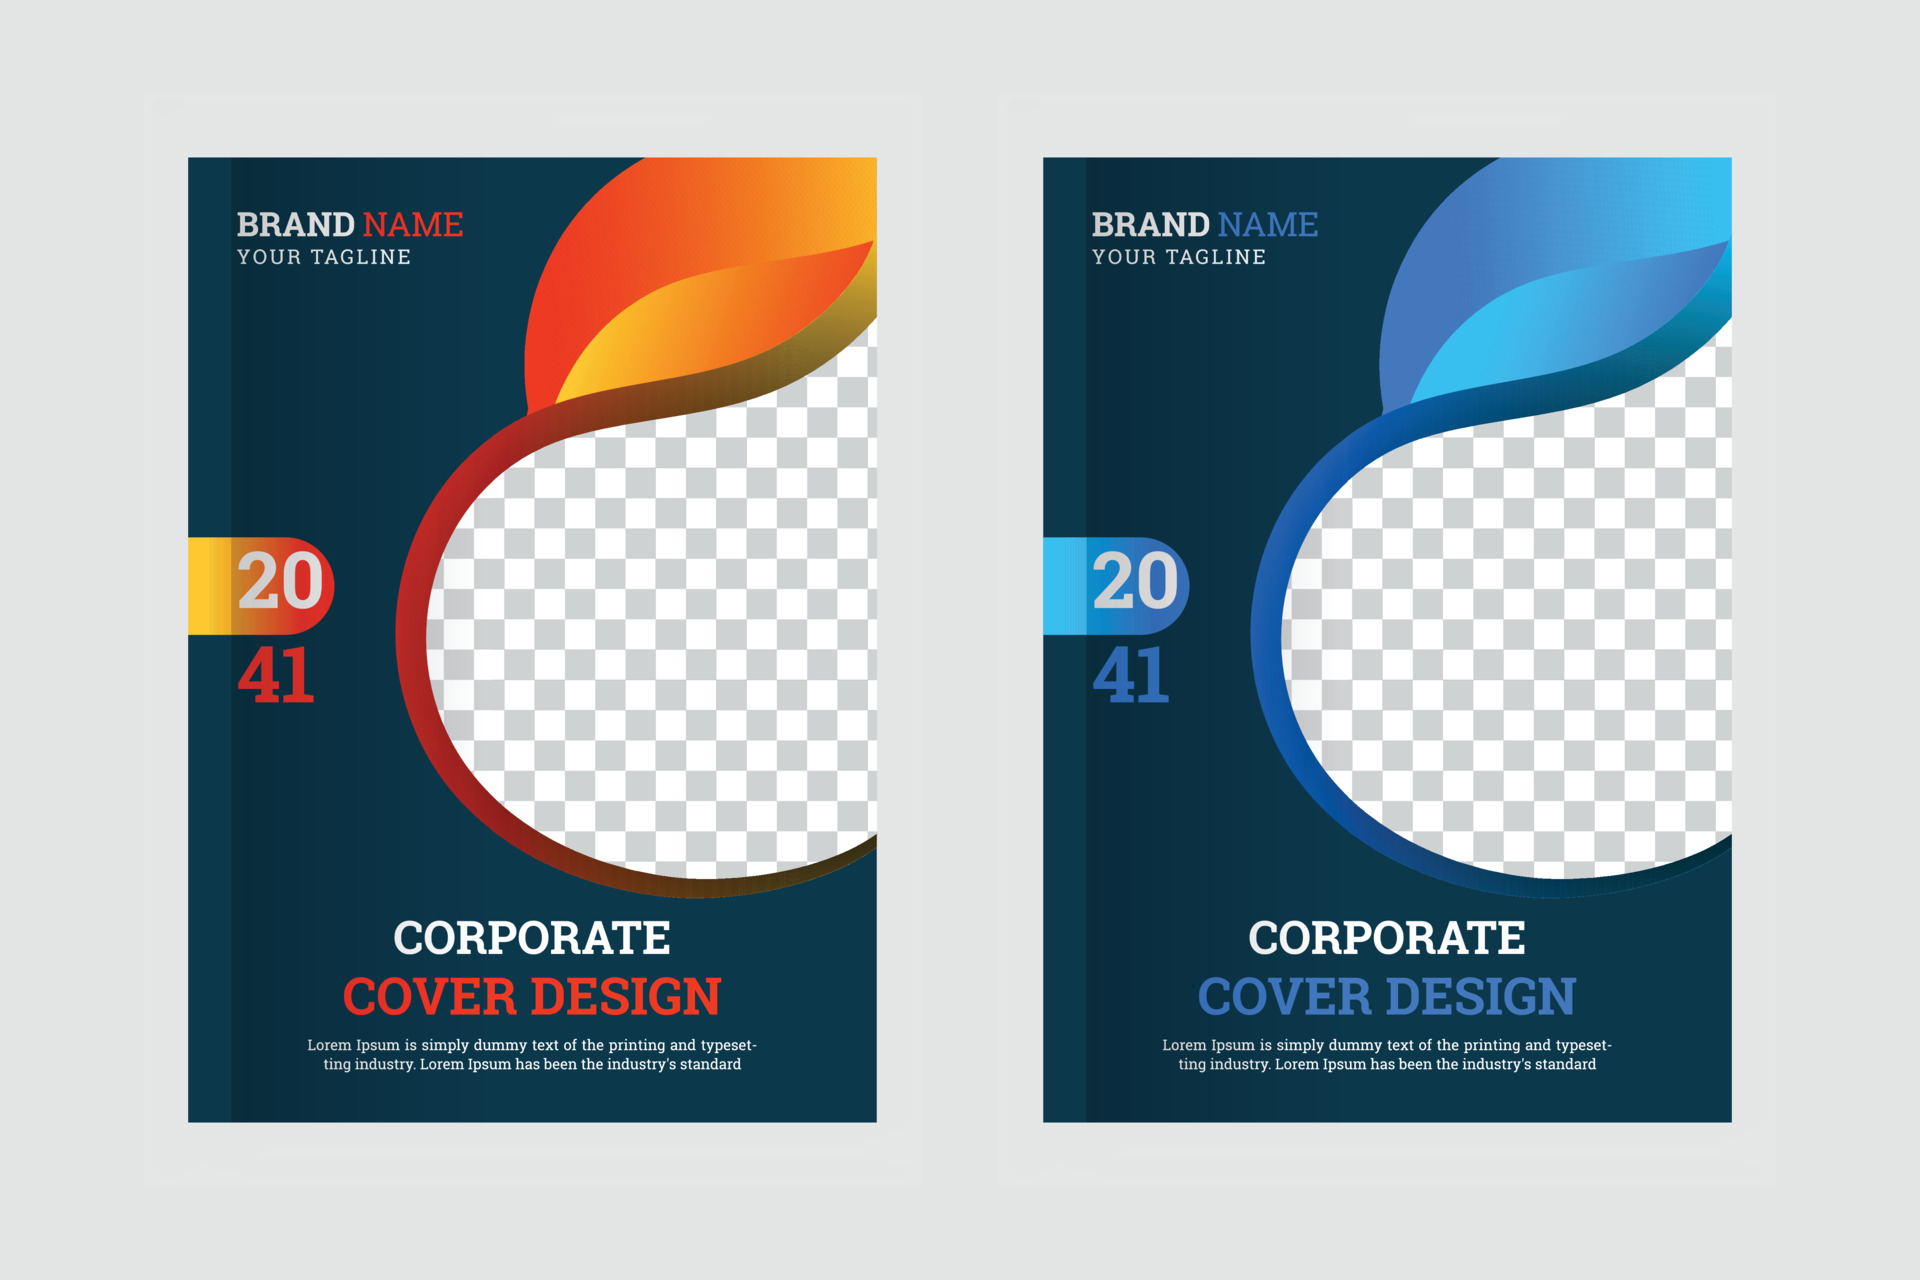 BRAND NAME
YOUR TAGLINE
20
41
CORPORATE
COVER DESIGN
Lorem Ipsum is simply dummy text of the printing and typeset-
ting industry. Lorem Ipsum has been the industry's standard
BRAND NAME
YOUR TAGLINE
20
41
CORPORATE
COVER DESIGN
Lorem Ipsum is simply dummy text of the printing and typeset-
ting industry. Lorem Ipsum has been the industry's standard